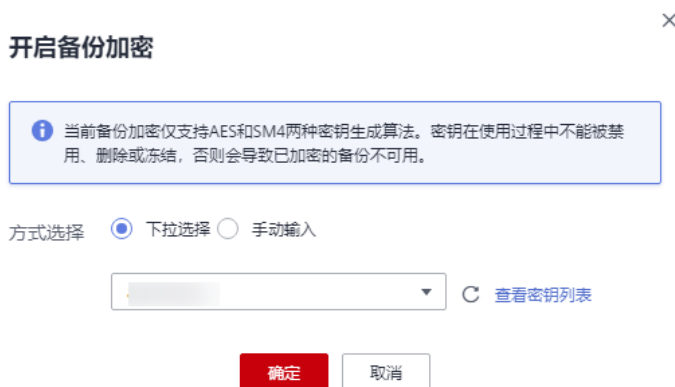 开启备份加密
当前备份加密仅支持AES和SM4两种密钥生成算法。密钥在使用过程中不能被禁
用、删除或冻结，否则会导致已加密的备份不可用。
方式选择 下拉选择 手动输入
查看密钥列表
确定 取消